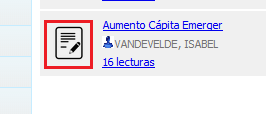 Aumento Cápita Emerger
VANDEVELDE, ISABEL
16 lecturas